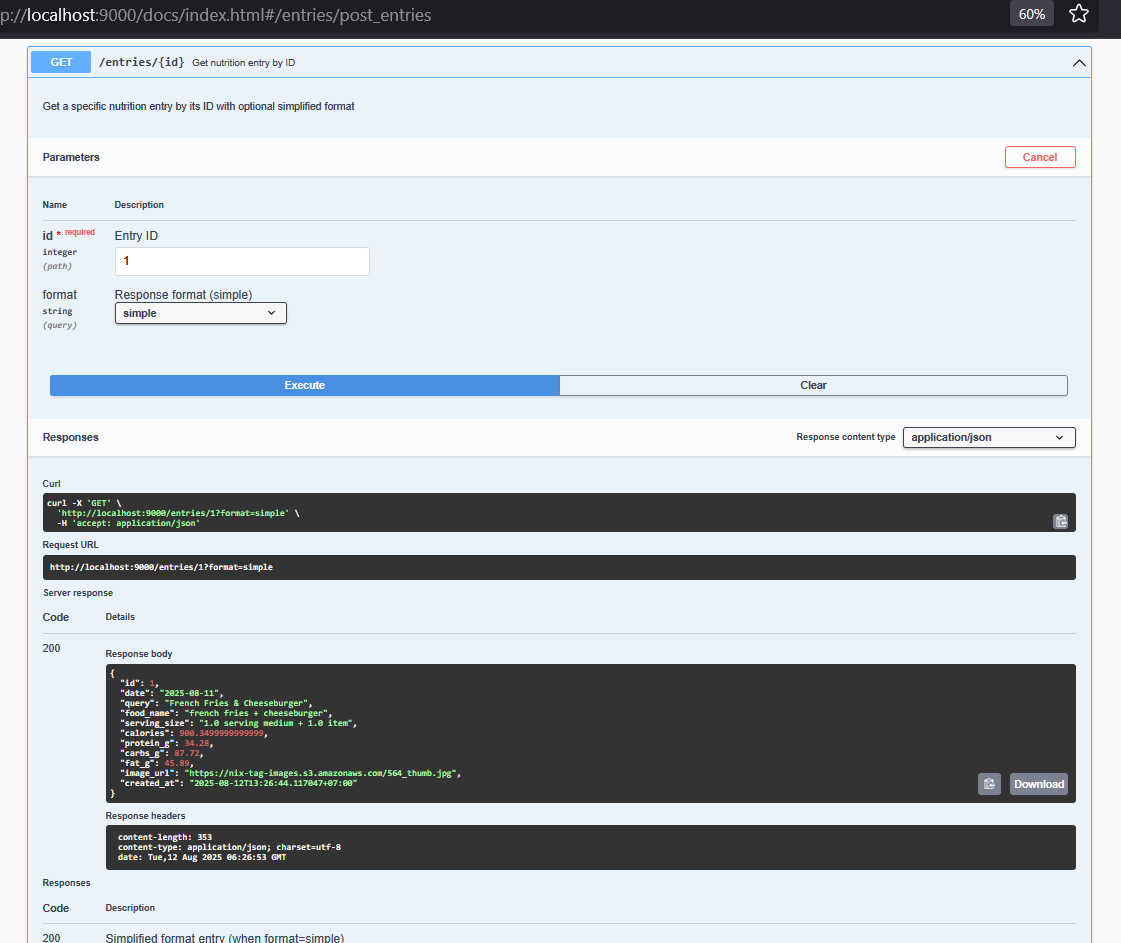 p://localhost:9000/docs/index.html#/entries/post_entries
60%
GET /entries/{id} Get nutrition entry by ID
Get a specific nutrition entry by its ID with optional simplified format
Parameters
Cancel
Name Description
id * required Entry ID
integer
(path)
1
format Response format (simple)
string
(query)
simple
Execute Clear
Responses Response content type application/json
Curl
curl -X 'GET' \
'http://localhost:9000/entries/1?format=simple' \
-H 'accept: application/json'
Request URL
http://localhost:9000/entries/1?format=simple
Server response
Code Details
200
Response body
{
"id": 1,
"date": "2025-08-11",
"query": "French Fries & Cheeseburger",
"food_name": "french fries + cheeseburger",
"serving_size": "1.0 serving medium + 1.0 item",
"calories": 900.3499999999999,
"protein_g": 34.28,
"carbs_g": 87.72,
"fat_g": 45.89,
"image_url": "https://nix-tag-images.s3.amazonaws.com/564_thumb.jpg",
"created_at": "2025-08-12T13:26:44.117047+07:00"
}
Download
Response headers
content-length: 353
content-type: application/json; charset=utf-8
date: Tue,12 Aug 2025 06:26:53 GMT
Responses
Code Description
200 Simplified format entry (when format=simple)